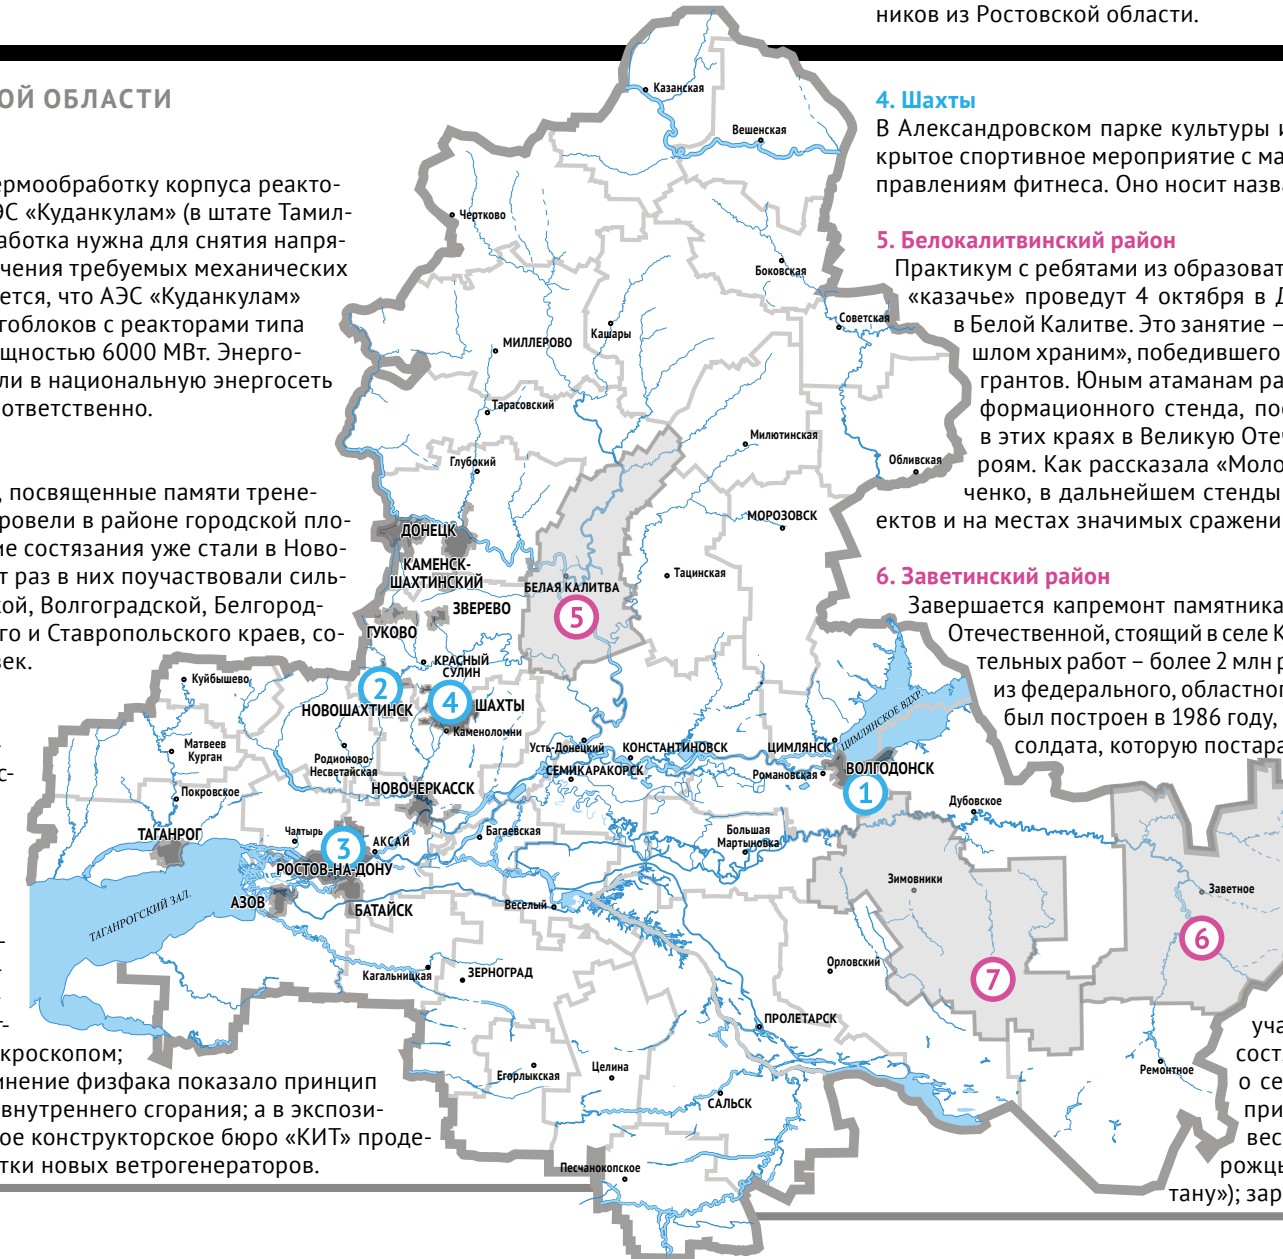 ников из Ростовской области.
ОЙ ОБЛАСТИ
ермообработку корпуса реакто-
ЭС «Куданкулам» (в штате Тамил-
аботка нужна для снятия напря-
чения требуемых механических
ется, что АЭС «Куданкулам»
гоблоков с реакторами типа
щностью 6000 МВт. Энерго-
ли в национальную энергосеть
оответственно.
, посвященные памяти трене-
ровели в районе городской пло-
ие состязания уже стали в Ново-
т раз в них поучаствовали силь-
кой, Волгоградской, Белгород-
го и Ставропольского краев, со-
век.
с-
т-
кроскопом;
инение физфака показало принцип
внутреннего сгорания; а в экспози-
ое конструкторское бюро «КИТ» проде-
тки новых ветрогенераторов.
4. Шахты
В Александровском парке культуры и
крытое спортивное мероприятие с ма
правлениям фитнеса. Оно носит назва
5. Белокалитвинский район
Практикум с ребятами из образоват
«казачье» проведут 4 октября в Д
в Белой Калитве. Это занятие –
шлом храним», победившего
грантов. Юным атаманам ра
формационного стенда, пос
в этих краях в Великую Отеч
роям. Как рассказала «Моло
ченко, в дальнейшем стенды
ектов и на местах значимых сражени
6. Заветинский район
Завершается капремонт памятника
Отечественной, стоящий в селе К
тельных работ – более 2 млн р
из федерального, областног
был построен в 1986 году,
солдата, которую постара
уча
сост
о се
при
вес
рожць
тану»); зар
Казанская
Вешенская
Чертково
Боковская
Советская
Кашары
МИЛЛЕРОВО
Тарасовский
Милютинская
Обливская
Глубокий
МОРОЗОВСК
ДОНЕЦК
КАМЕНСК-
ШАХТИНСКИЙ
Тацинская
БЕЛАЯ КАЛИТВА
5
ЗВЕРЕВО
ГУКОВО
КРАСНЫЙ
СУЛИН
Куйбышево
2
НОВОШАХТИНСК
4
ШАХТЫ
Каменоломни
ЦИМЛЯНСКОЕ ВДХР.
Матвеев
Курган
Родионово-
Несветайская
Усть-Донецкий
КОНСТАНТИНОВСК
ЦИМЛЯНСК
СЕМИКАРАКОРСК
Романовская
ВОЛГОДОНСК
1
Покровское
НОВОЧЕРКАССК
Дубовское
ТАГАНРОГ
Чалтырь
3
АКСАЙ
Багаевская
Большая
Мартыновка
РОСТОВ-НА-ДОНУ
АЗОВ
БАТАЙСК
Веселый
Зимовники
Заветное
ТАГАНРОГСКИЙ ЗАЛ.
6
Кагальницкая
ЗЕРНОГРАД
Орловский
7
ПРОЛЕТАРСК
Егорлыкская
Целина
Ремонтное
САЛЬСК
Песчанокопское